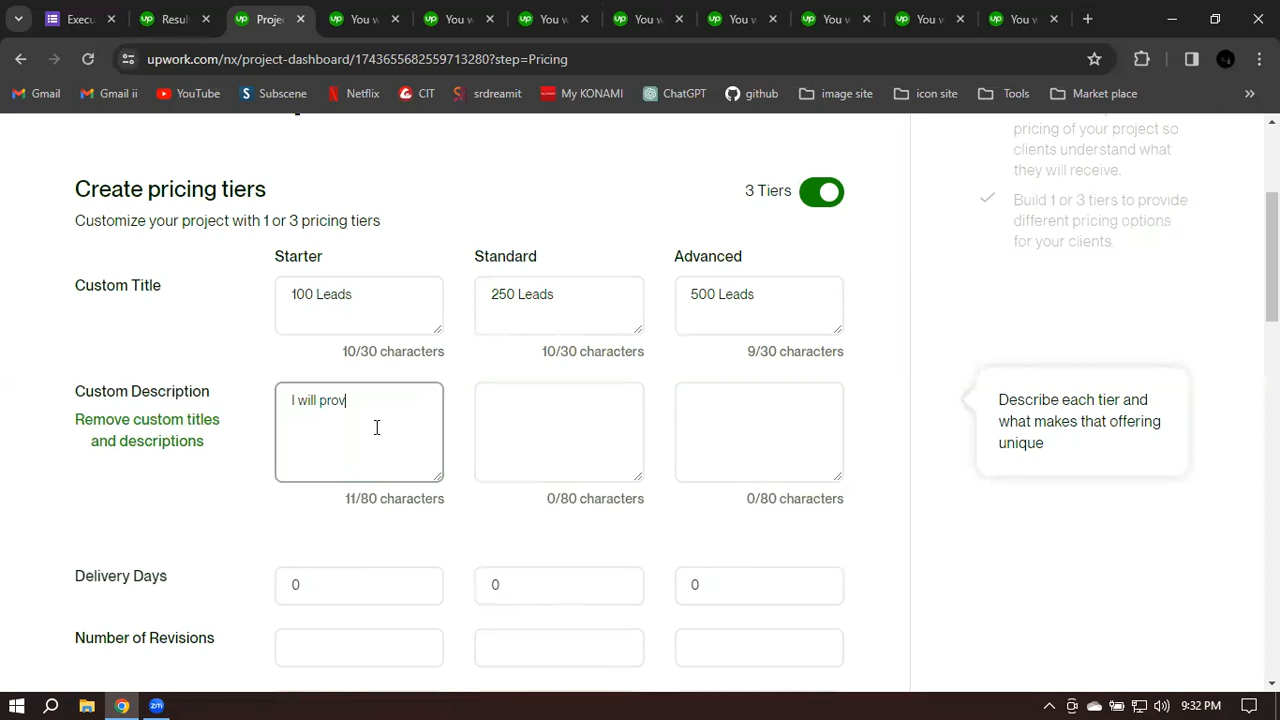 Execu
Result
Projec
You w
You w
You w
You w
You w
You w
You w
You w
upwork.com/nx/project-dashboard/1743655682559713280?step=Pricing
Gmail
Gmail ii
YouTube
Subscene
Netflix
CIT
srdreamit
My KONAMI
ChatGPT
github
image site
icon site
Tools
Market place
pricing of your project so
clients understand what
they will receive.
Build 1 or 3 tiers to provide
different pricing options
for your clients.
Create pricing tiers
3 Tiers
Customize your project with 1 or 3 pricing tiers
Starter
Standard
Advanced
Custom Title
100 Leads
250 Leads
500 Leads
10/30 characters
10/30 characters
9/30 characters
Custom Description
Remove custom titles
and descriptions
I will prov
11/80 characters
0/80 characters
0/80 characters
Describe each tier and
what makes that offering
unique
Delivery Days
0
0
0
Number of Revisions
9:32 PM